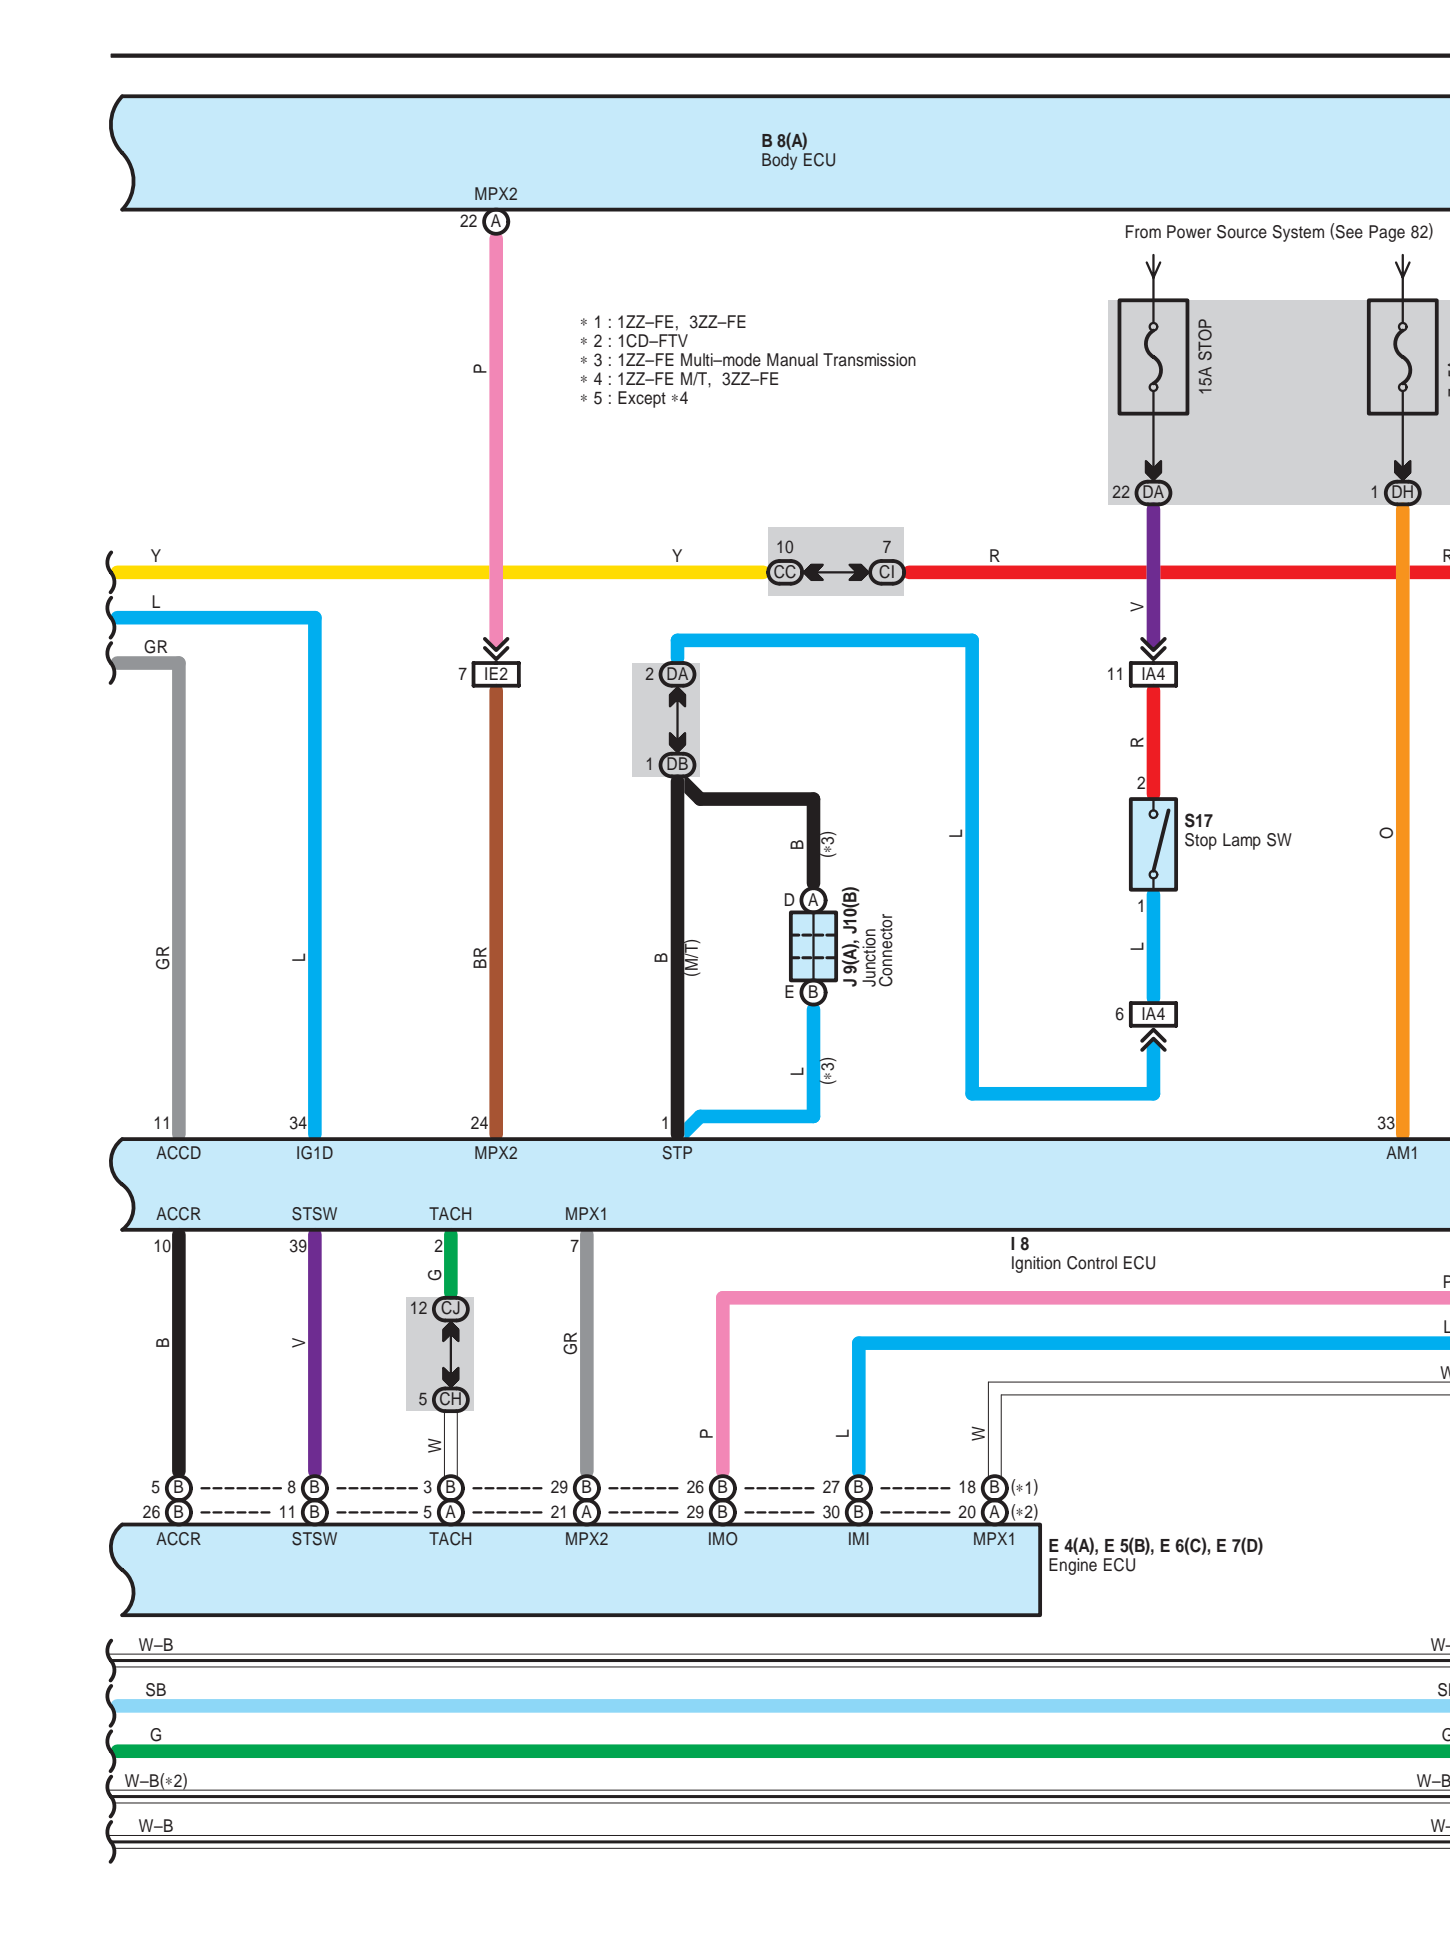 B 8(A)
Body ECU
MPX2
22 A
From Power Source System (See Page 82)
P
∗ 1 : 1ZZ–FE, 3ZZ–FE
∗ 2 : 1CD–FTV
∗ 3 : 1ZZ–FE Multi–mode Manual Transmission
∗ 4 : 1ZZ–FE M/T, 3ZZ–FE
∗ 5 : Except ∗4
15A STOP
22 DA
1 DH
Y
Y
10
7
R
R
CC
CI
L
V
GR
7 IE2
2 DA
11 IA4
R
1 DB
2
S17
Stop Lamp SW
B
(∗3)
L
O
D A
J 9(A), J10(B)
Junction
Connector
1
GR
L
BR
B
(M/T)
L
E B
6 IA4
L
(∗3)
11
34
24
1
33
ACCD
IG1D
MPX2
STP
AM1
ACCR
STSW
TACH
MPX1
10
39
2
7
I 8
Ignition Control ECU
G
12 CJ
B
V
GR
5 CH
W
P
L
W
5 B
8 B
3 B
29 B
26 B
27 B
18 B (∗1)
26 B
11 B
5 A
21 A
29 B
30 B
20 A (∗2)
ACCR
STSW
TACH
MPX2
IMO
IMI
MPX1
E 4(A), E 5(B), E 6(C), E 7(D)
Engine ECU
W–B
SB
G
W–B(∗2)
W–B
W–B